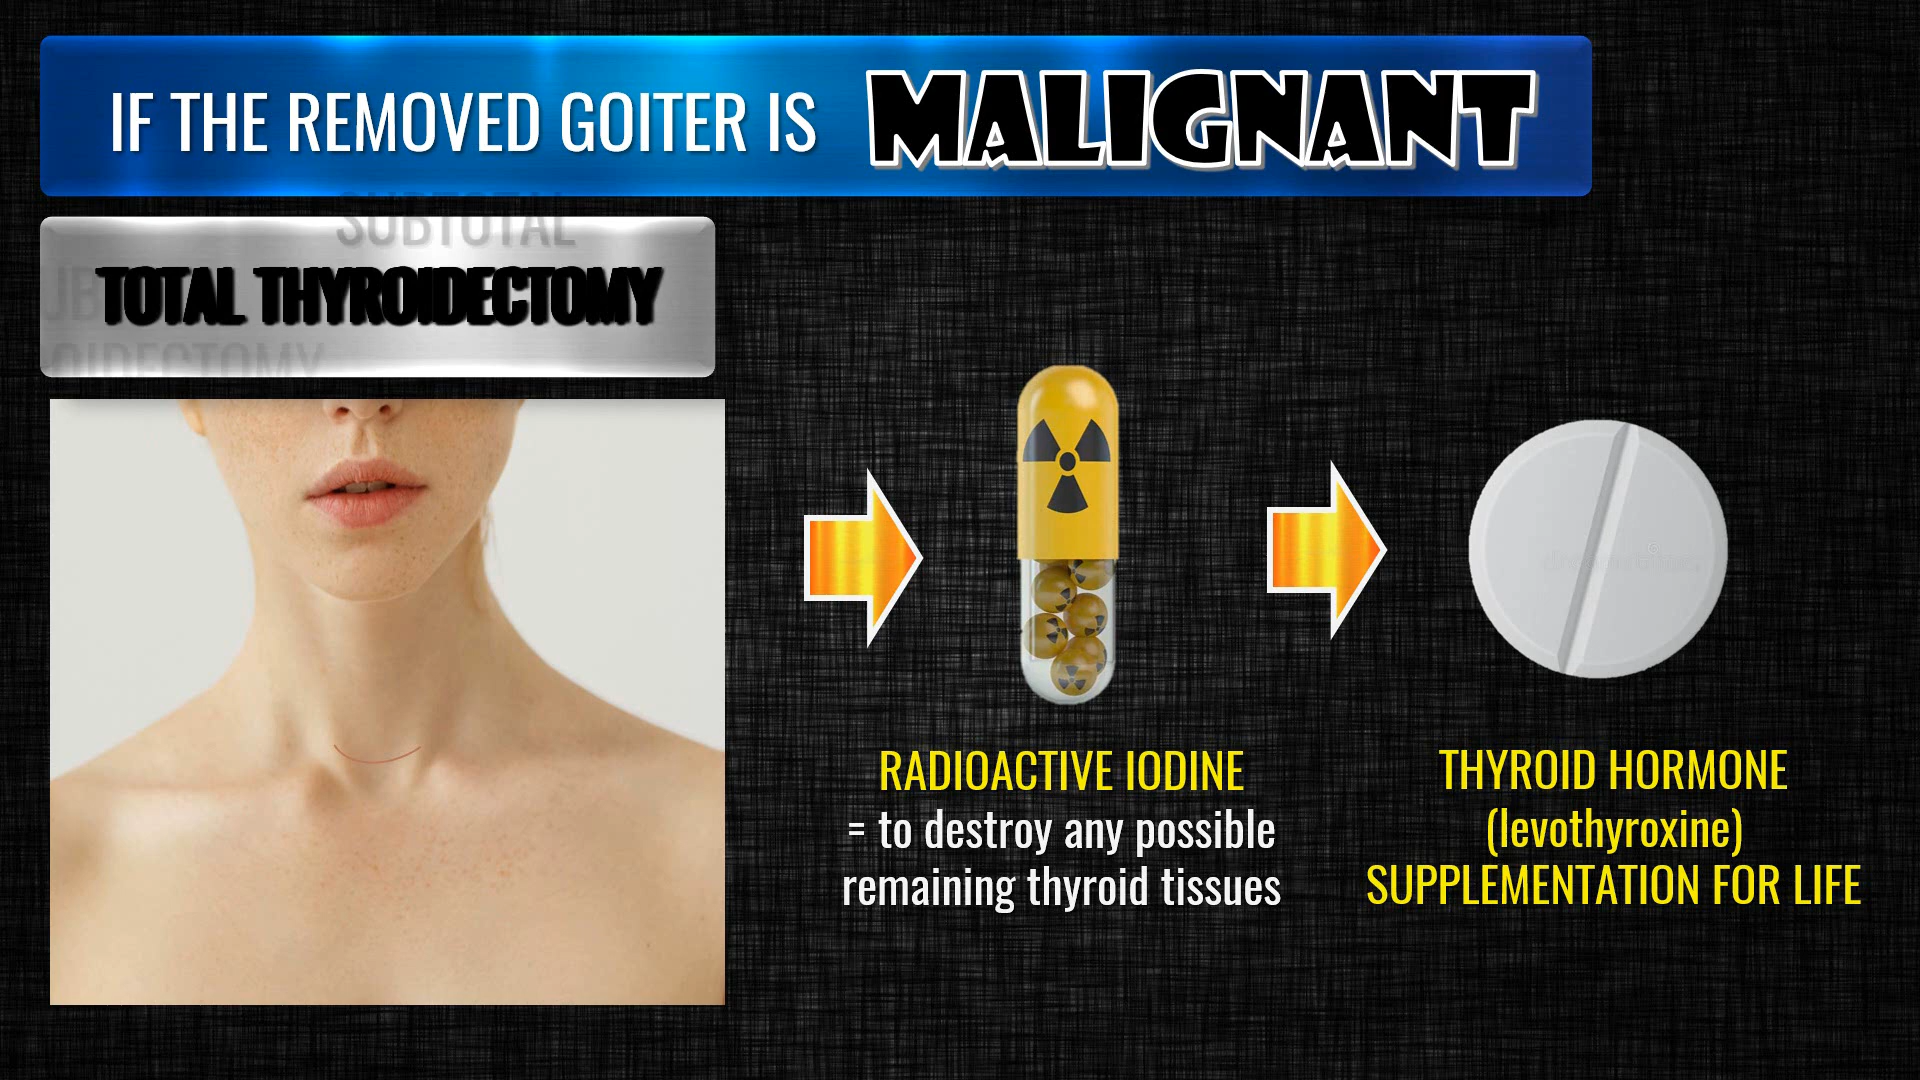 IF THE REMOVED GOITER IS MALIGNANT
SUBTOTAL
TOTAL THYROIDECTOMY
OIDECTOMY
RADIOACTIVE IODINE
= to destroy any possible
remaining thyroid tissues
THYROID HORMONE
(levothyroxine)
SUPPLEMENTATION FOR LIFE